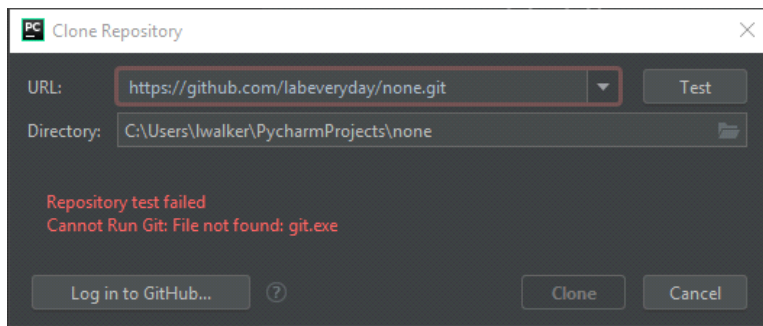 PC Clone Repository
URL: https://github.com/labeveryday/none.git Test
Directory: C:\Users\lwalker\PycharmProjects\none
Repository test failed
Cannot Run Git: File not found: git.exe
Log in to GitHub... ? Clone Cancel